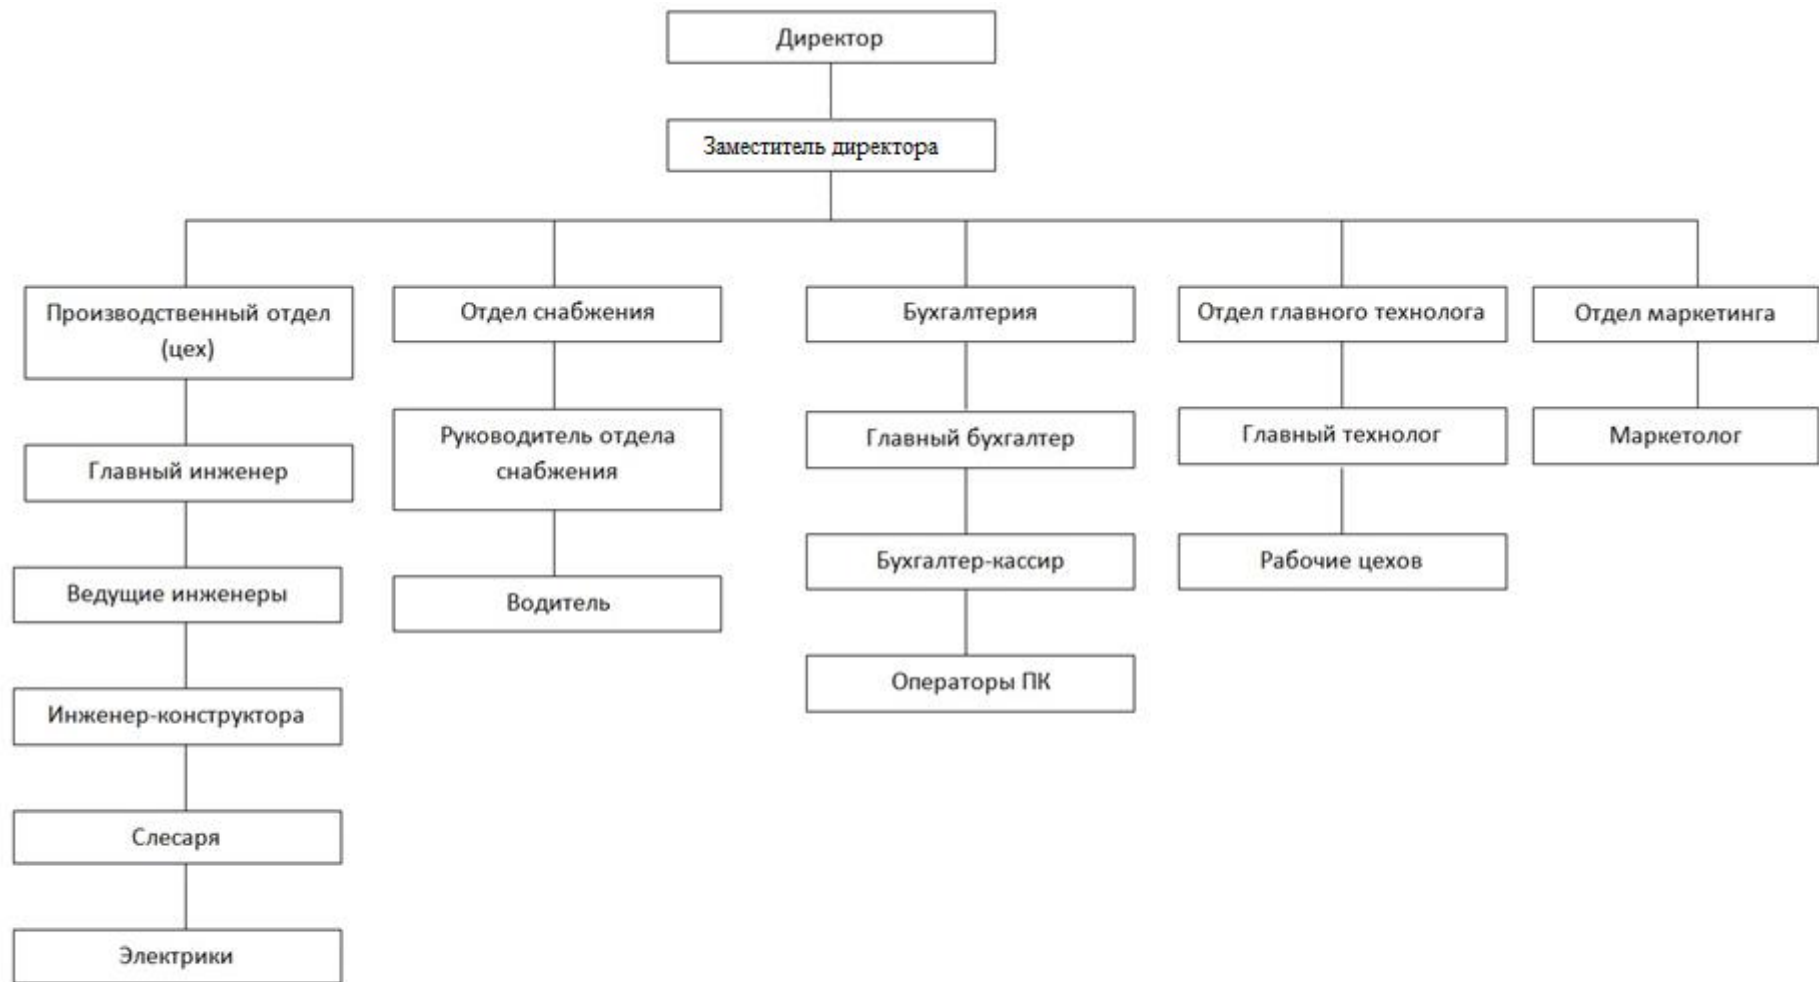 Директор
Заместитель директора
Производственный отдел
(цех)
Главный инженер
Ведущие инженеры
Инженер-конструктора
Слесаря
Электрики
Отдел снабжения
Руководитель отдела
снабжения
Водитель
Бухгалтерия
Главный бухгалтер
Бухгалтер-кассир
Операторы ПК
Отдел главного технолога
Главный технолог
Рабочие цехов
Отдел маркетинга
Маркетолог